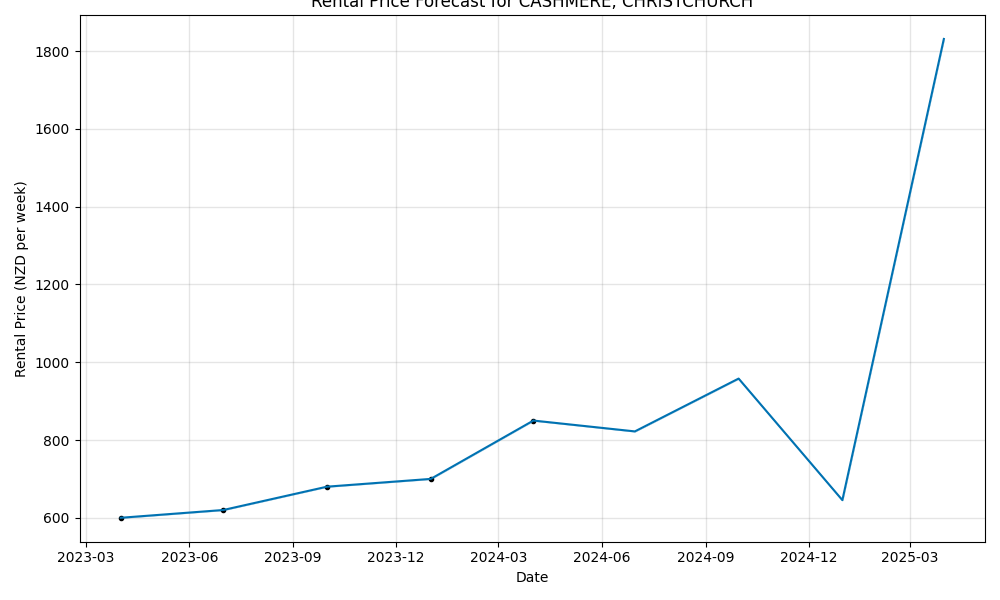 Rental Price Forecast for CASHMERE, CHRISTCHURCH
1800
1600
1400
1200
1000
800
600
Rental Price (NZD per week)
2023-03 2023-06 2023-09 2023-12 2024-03 2024-06 2024-09 2024-12 2025-03
Date